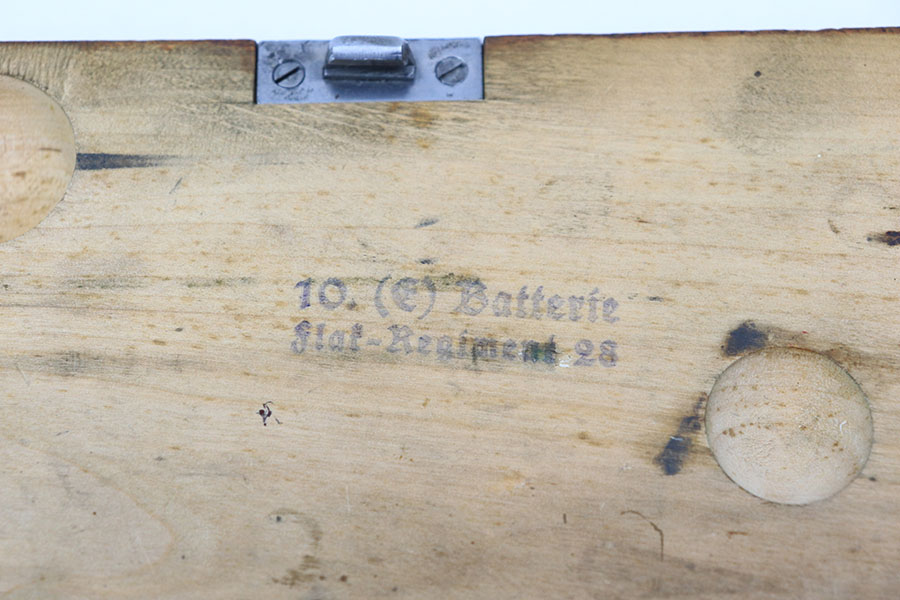 10. (E) Batterie
Flak-Regiment 28